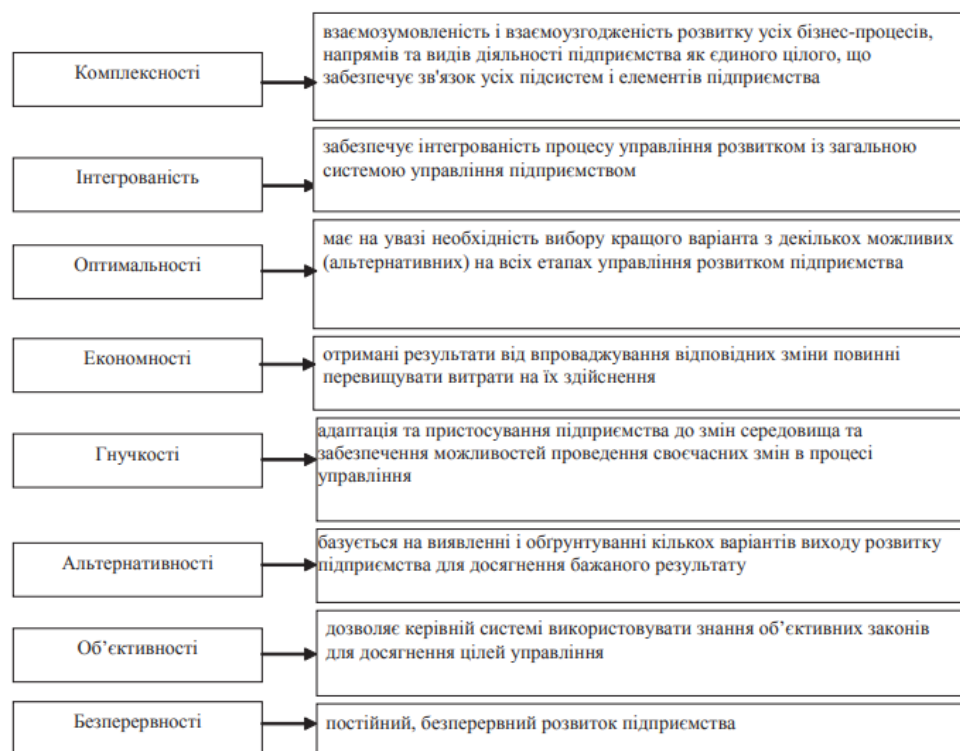 Комплексності
взаємозумовленість і взаємоузгодженість розвитку усіх бізнес-процесів,
напрямів та видів діяльності підприємства як єдиного цілого, що
забезпечує зв'язок усіх підсистем і елементів підприємства
Інтегрованість
забезпечує інтегрованість процесу управління розвитком із загальною
системою управління підприємством
Оптимальності
має на увазі необхідність вибору кращого варіанта з декількох можливих
(альтернативних) на всіх етапах управління розвитком підприємства
Економності
отримані результати від впроваджування відповідних зміни повинні
перевищувати витрати на їх здійснення
Гнучкості
адаптація та пристосування підприємства до змін середовища та
забезпечення можливостей проведення своєчасних змін в процесі
управління
Альтернативності
базується на виявленні і обґрунтуванні кількох варіантів виходу розвитку
підприємства для досягнення бажаного результату
Об’єктивності
дозволяє керівній системі використовувати знання об’єктивних законів
для досягнення цілей управління
Безперервності
постійний, безперервний розвиток підприємства